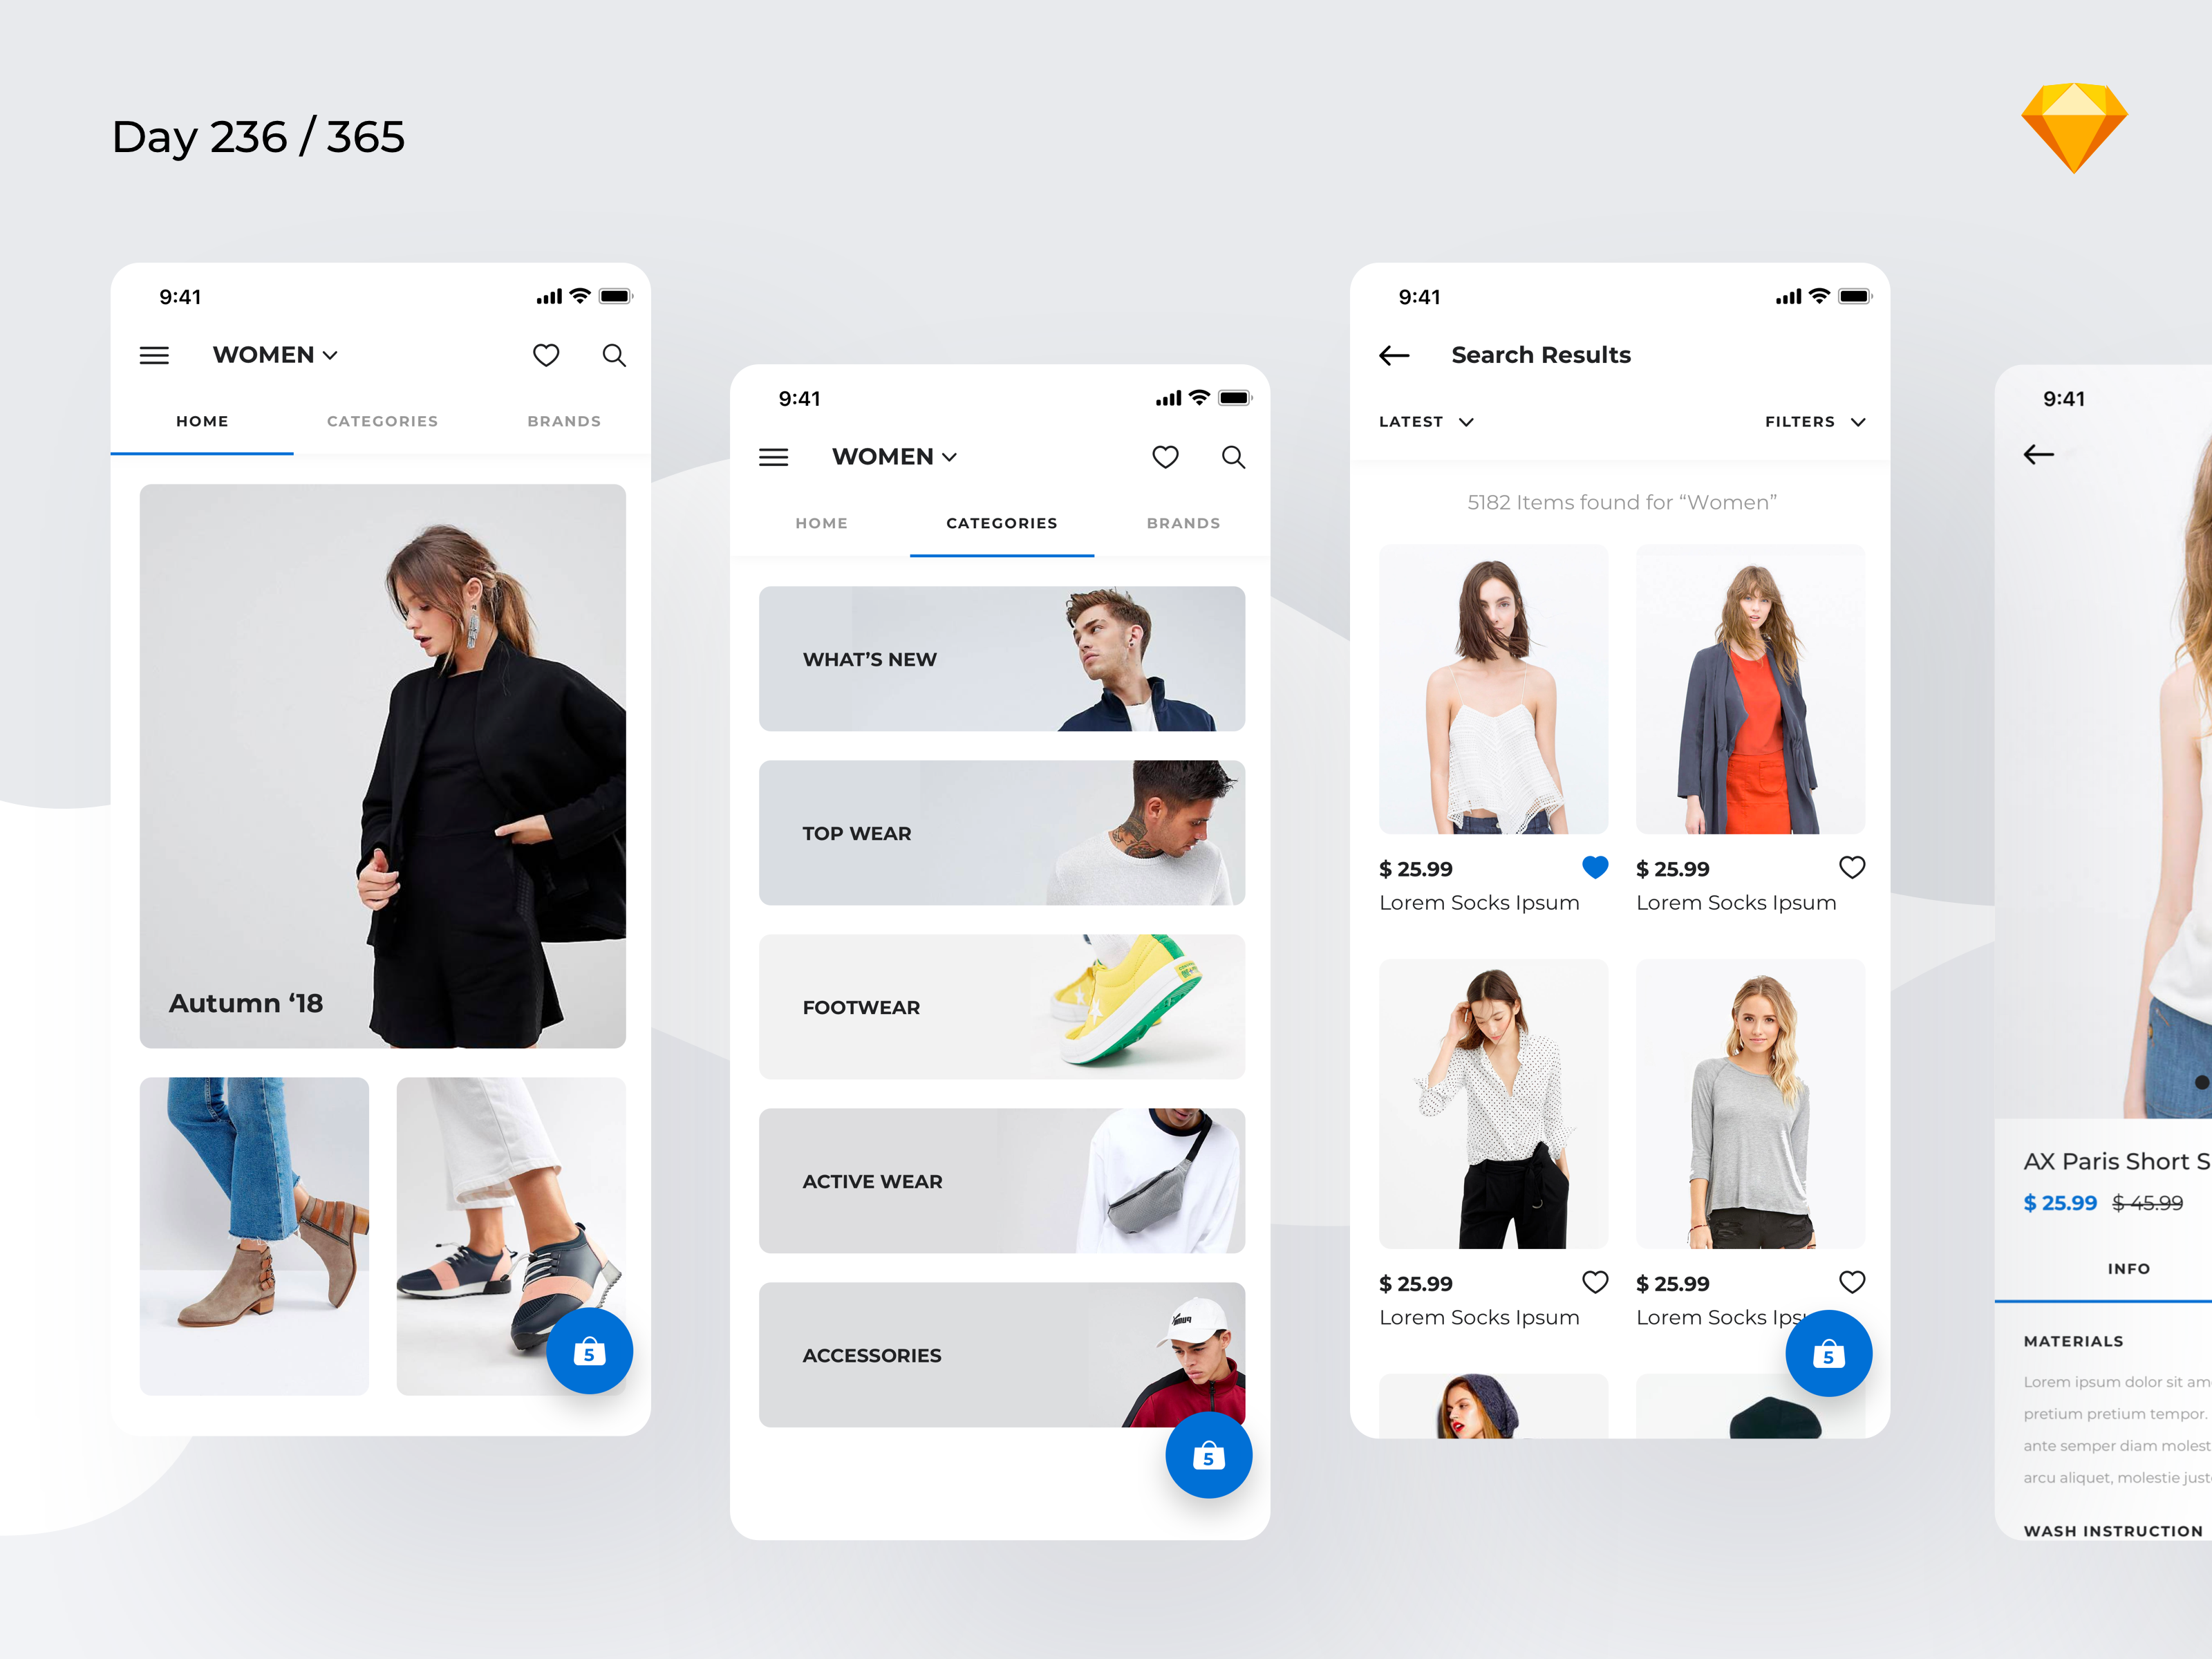 Day 236 / 365
9:41
WOMEN
HOME CATEGORIES BRANDS
Autumn ‘18
5
9:41
WOMEN
HOME CATEGORIES BRANDS
WHAT’S NEW
TOP WEAR
FOOTWEAR
ACTIVE WEAR
ACCESSORIES
5
9:41
Search Results
LATEST FILTERS
5182 Items found for “Women”
$ 25.99 $ 25.99
Lorem Socks Ipsum Lorem Socks Ipsum
$ 25.99 $ 25.99
Lorem Socks Ipsum Lorem Socks Ips
5
9:41
AX Paris Short S
$ 25.99 $ 45.99
INFO
MATERIALS
Lorem ipsum dolor sit am
pretium pretium tempor.
ante semper diam molest
arcu aliquet, molestie just
WASH INSTRUCTION